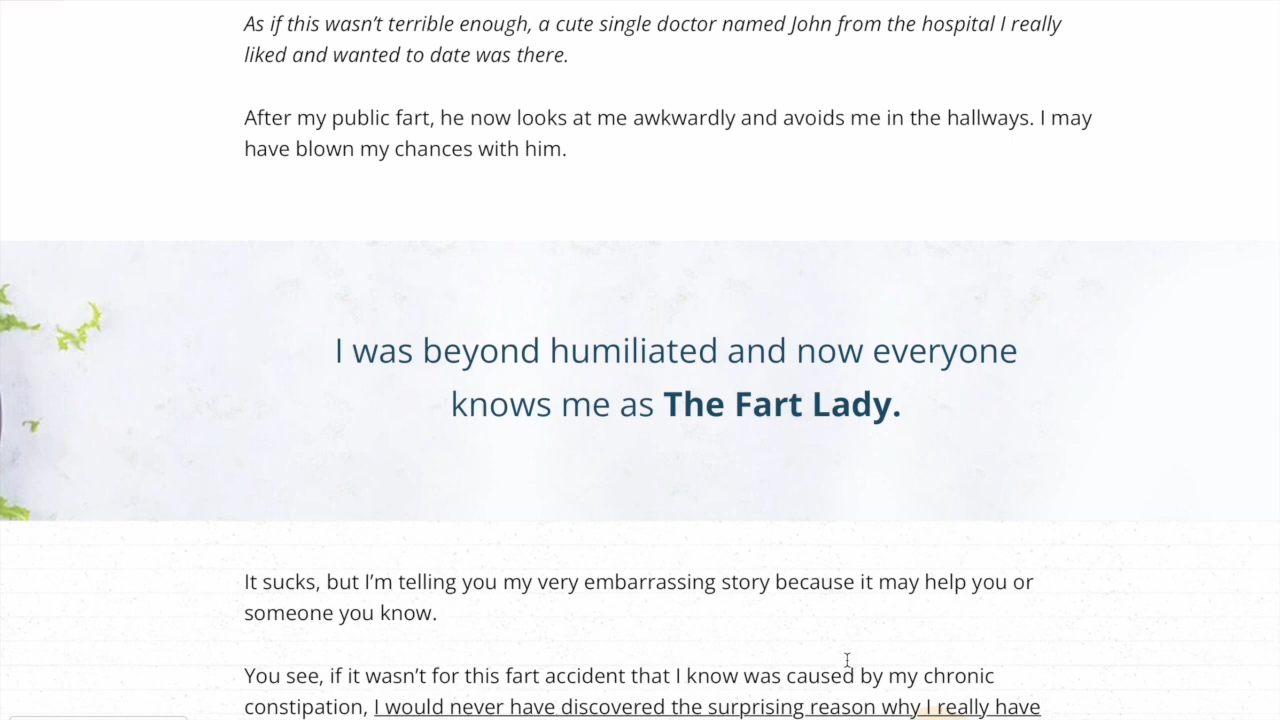 As if this wasn’t terrible enough, a cute single doctor named John from the hospital I really
liked and wanted to date was there.
After my public fart, he now looks at me awkwardly and avoids me in the hallways. I may
have blown my chances with him.
I was beyond humiliated and now everyone
knows me as The Fart Lady.
It sucks, but I’m telling you my very embarrassing story because it may help you or
someone you know.
You see, if it wasn’t for this fart accident that I know was caused by my chronic
constipation, I would never have discovered the surprising reason why I really have